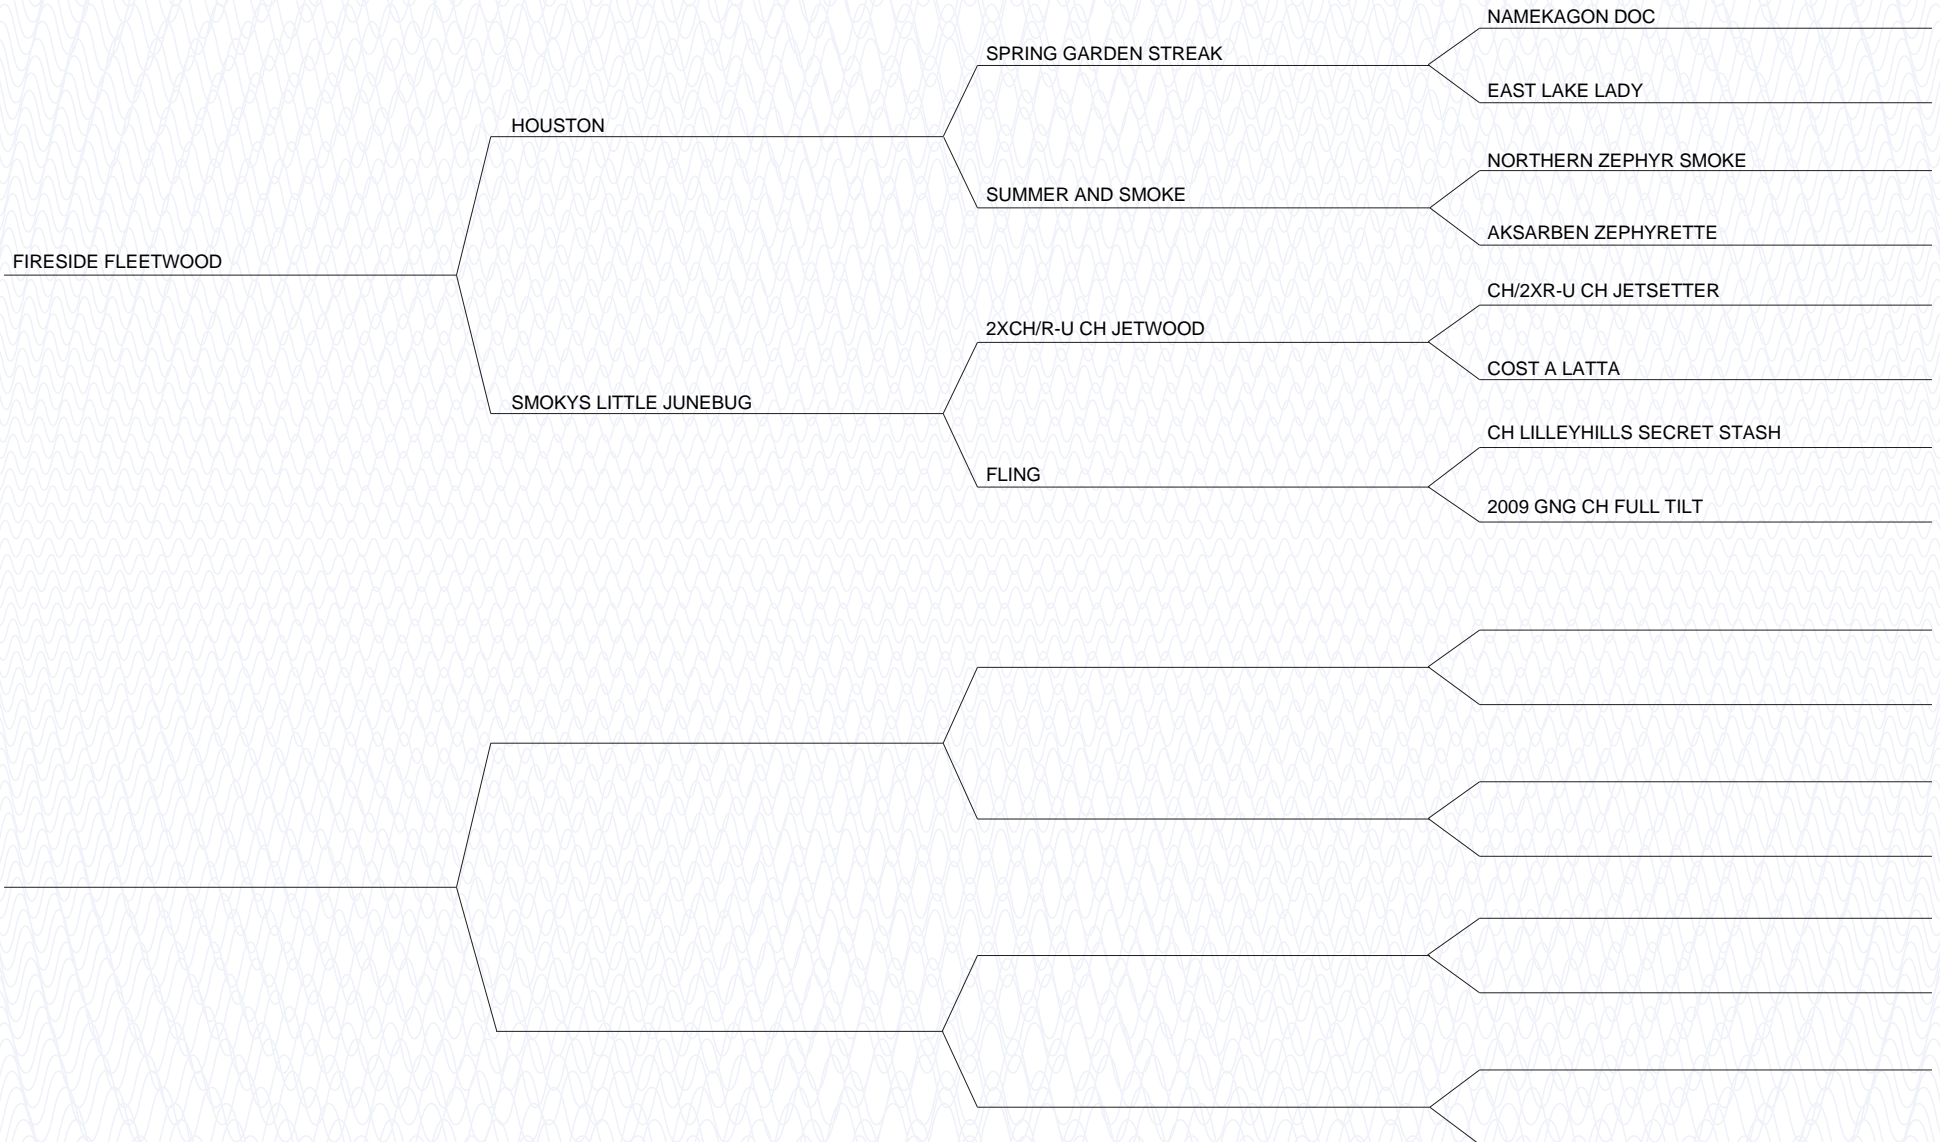 NAMEKAGON DOC
SPRING GARDEN STREAK
EAST LAKE LADY
HOUSTON
NORTHERN ZEPHYR SMOKE
SUMMER AND SMOKE
AKSARBEN ZEPHYRETTE
FIRESIDE FLEETWOOD
CH/2XR-U CH JETSETTER
2XCH/R-U CH JETWOOD
COST A LATTA
SMOKYS LITTLE JUNEBUG
CH LILLEYHILLS SECRET STASH
FLING
2009 GNG CH FULL TILT